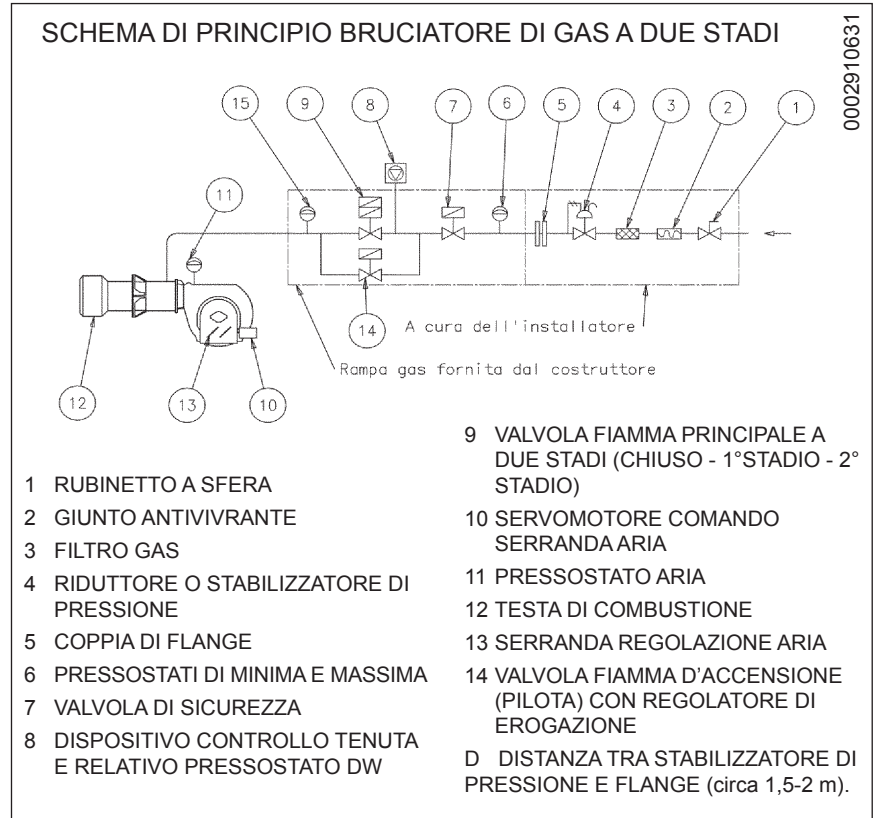 SCHEMA DI PRINCIPIO BRUCIATORE DI GAS A DUE STADI
0002910631
15
9
8
7
6
5
4
3
2
1
11
14
A cura dell'installatore
Rampa gas fornita dal costruttore
12
13
10
1 RUBINETTO A SFERA
2 GIUNTO ANTIVIVRANTE
3 FILTRO GAS
4 RIDUTTORE O STABILIZZATORE DI
PRESSIONE
5 COPPIA DI FLANGE
6 PRESSOSTATI DI MINIMA E MASSIMA
7 VALVOLA DI SICUREZZA
8 DISPOSITIVO CONTROLLO TENUTA
E RELATIVO PRESSOSTATO DW
9 VALVOLA FIAMMA PRINCIPALE A
DUE STADI (CHIUSO - 1°STADIO - 2°
STADIO)
10 SERVOMOTORE COMANDO
SERRANDA ARIA
11 PRESSOSTATO ARIA
12 TESTA DI COMBUSTIONE
13 SERRANDA REGOLAZIONE ARIA
14 VALVOLA FIAMMA D'ACCENSIONE
(PILOTA) CON REGOLATORE DI
EROGAZIONE
D DISTANZA TRA STABILIZZATORE DI
PRESSIONE E FLANGE (circa 1,5-2 m).